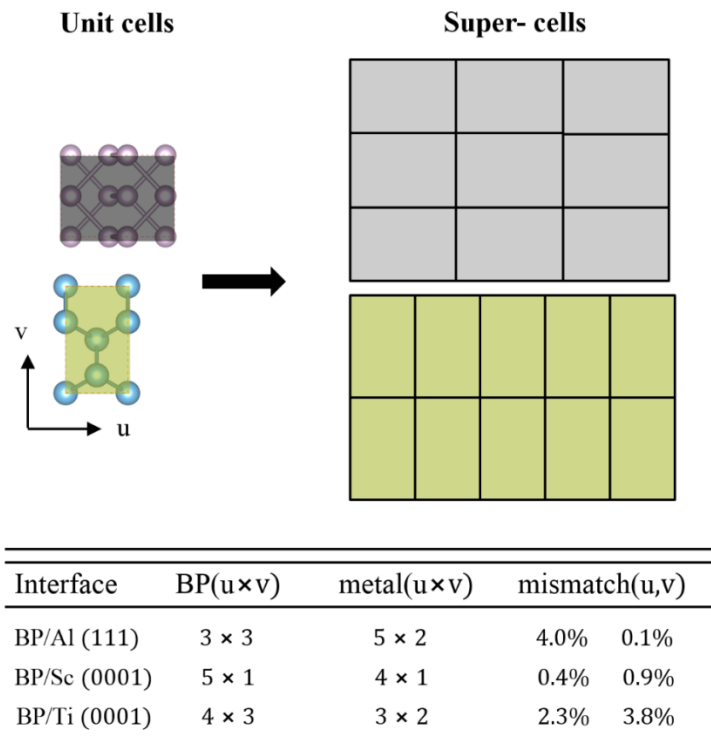 Unit cells
Super- cells
v
u
Interface BP(u×v) metal(u×v) mismatch(u,v)
BP/Al (111) 3 × 3 5 × 2 4.0% 0.1%
BP/Sc (0001) 5 × 1 4 × 1 0.4% 0.9%
BP/Ti (0001) 4 × 3 3 × 2 2.3% 3.8%